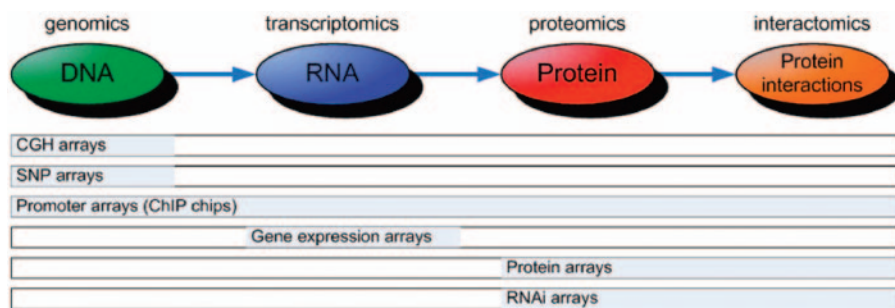 genomics transcriptomics proteomics interactomics
DNA RNA Protein Protein
interactions
CGH arrays
SNP arrays
Promoter arrays (ChIP chips)
Gene expression arrays
Protein arrays
RNAi arrays